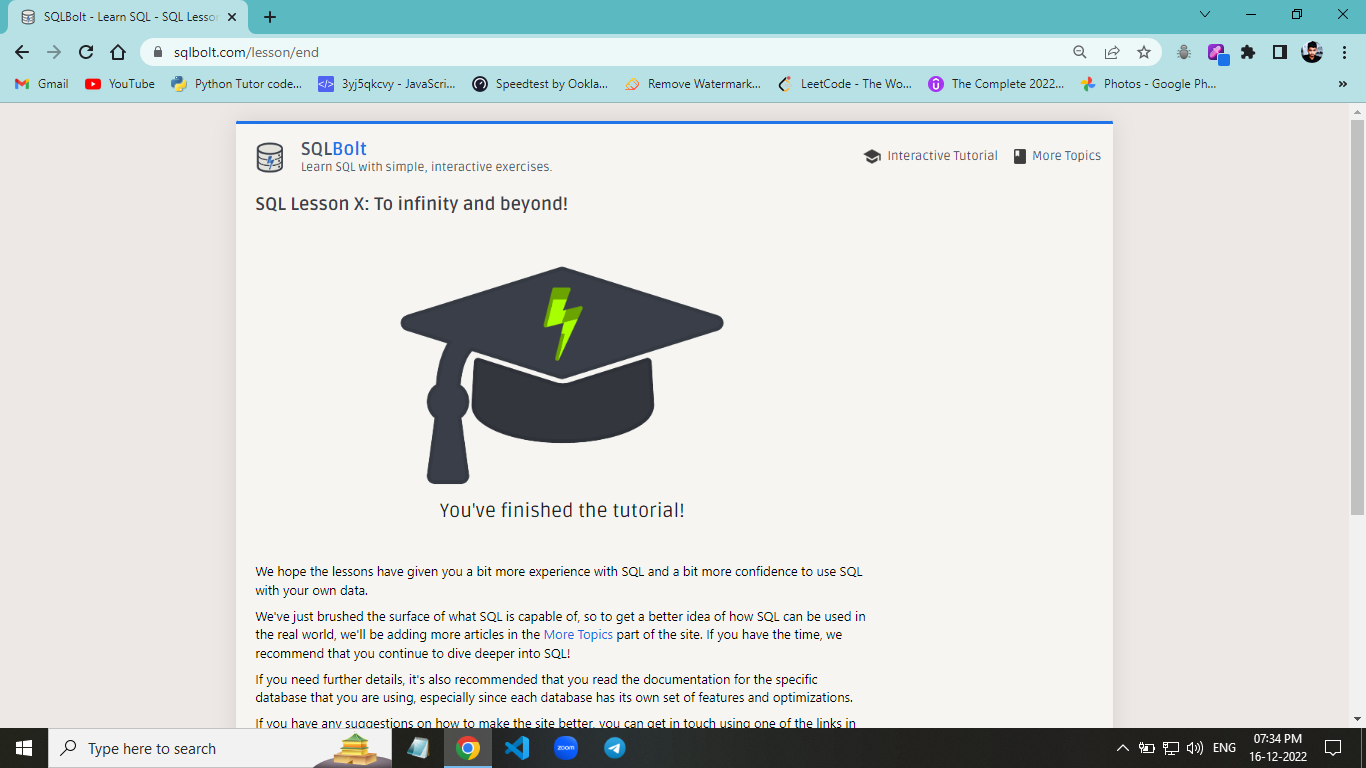 SQLBolt - Learn SQL - SQL Lesson
sqlbolt.com/lesson/end
Gmail
YouTube
Python Tutor code...
3yj5qkcvy - JavaScri...
Speedtest by Ookla...
Remove Watermark...
LeetCode - The Wo...
The Complete 2022...
Photos - Google Ph...
SQLBolt
Learn SQL with simple, interactive exercises.
Interactive Tutorial
More Topics
SQL Lesson X: To infinity and beyond!
You've finished the tutorial!
We hope the lessons have given you a bit more experience with SQL and a bit more confidence to use SQL
with your own data.
We've just brushed the surface of what SQL is capable of, so to get a better idea of how SQL can be used in
the real world, we'll be adding more articles in the More Topics part of the site. If you have the time, we
recommend that you continue to dive deeper into SQL!
If you need further details, it's also recommended that you read the documentation for the specific
database that you are using, especially since each database has its own set of features and optimizations.
If you have any suggestions on how to make the site better, you can get in touch using one of the links in
Type here to search
zoom
ENG
07:34 PM
16-12-2022